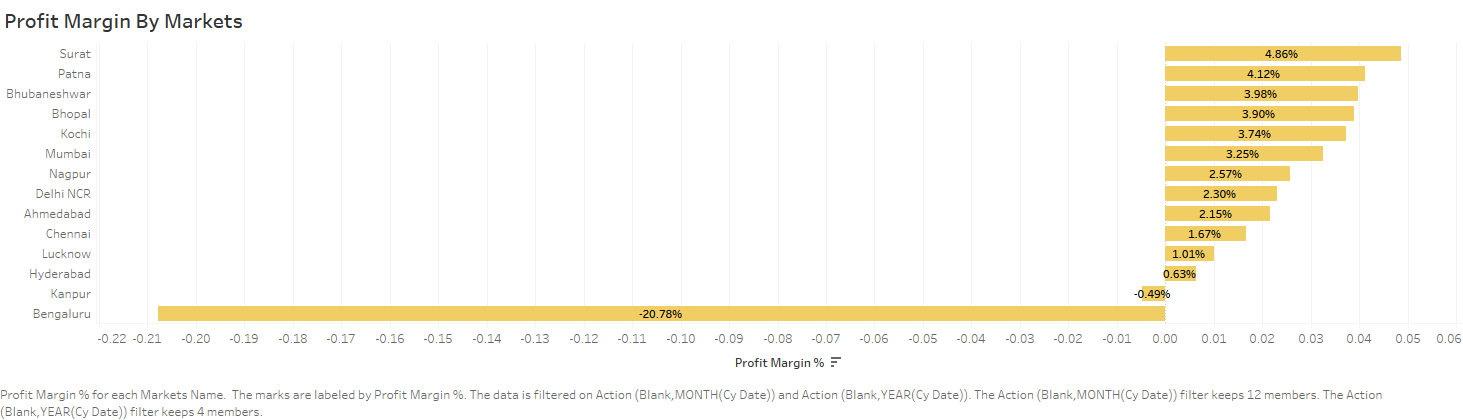 Profit Margin By Markets
Surat 4.86%
Patna 4.12%
Bhubaneshwar 3.98%
Bhopal 3.90%
Kochi 3.74%
Mumbai 3.25%
Nagpur 2.57%
Delhi NCR 2.30%
Ahmedabad 2.15%
Chennai 1.67%
Lucknow 1.01%
Hyderabad 0.63%
Kanpur -0.49%
Bengaluru -20.78%
-0.22 -0.21 -0.20 -0.19 -0.18 -0.17 -0.16 -0.15 -0.14 -0.13 -0.12 -0.11 -0.10 -0.09 -0.08 -0.07 -0.06 -0.05 -0.04 -0.03 -0.02 -0.01 0.00 0.01 0.02 0.03 0.04 0.05 0.06
Profit Margin %
Profit Margin % for each Markets Name.  The marks are labeled by Profit Margin %. The data is filtered on Action (Blank,MONTH(Cy Date)) and Action (Blank,YEAR(Cy Date)). The Action (Blank,MONTH(Cy Date)) filter keeps 12 members. The Action
(Blank,YEAR(Cy Date)) filter keeps 4 members.